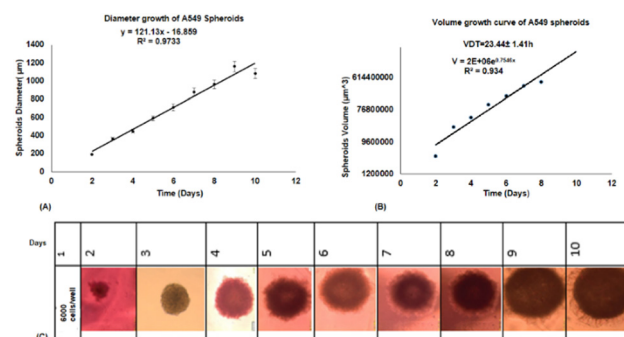 Diameter growth of A549 Spheroids
y = 121.13x - 16.859
R² = 0.9733
Spheroids Diameter( µm)
1400
1200
1000
800
600
400
200
0
0 2 4 6 8 10 12
Time (Days)
(A)
Volume growth curve of A549 spheroids
VDT=23.44± 1.41h
V = 2E+06e
R² = 0.934
Spheroids Volume (µm^3)
614400000
76800000
9600000
1200000
0 2 4 6 8 10 12
Time (Days)
(B)
Days 1 2 3 4 5 6 7 8 9 10
6000
cells/well
(C)